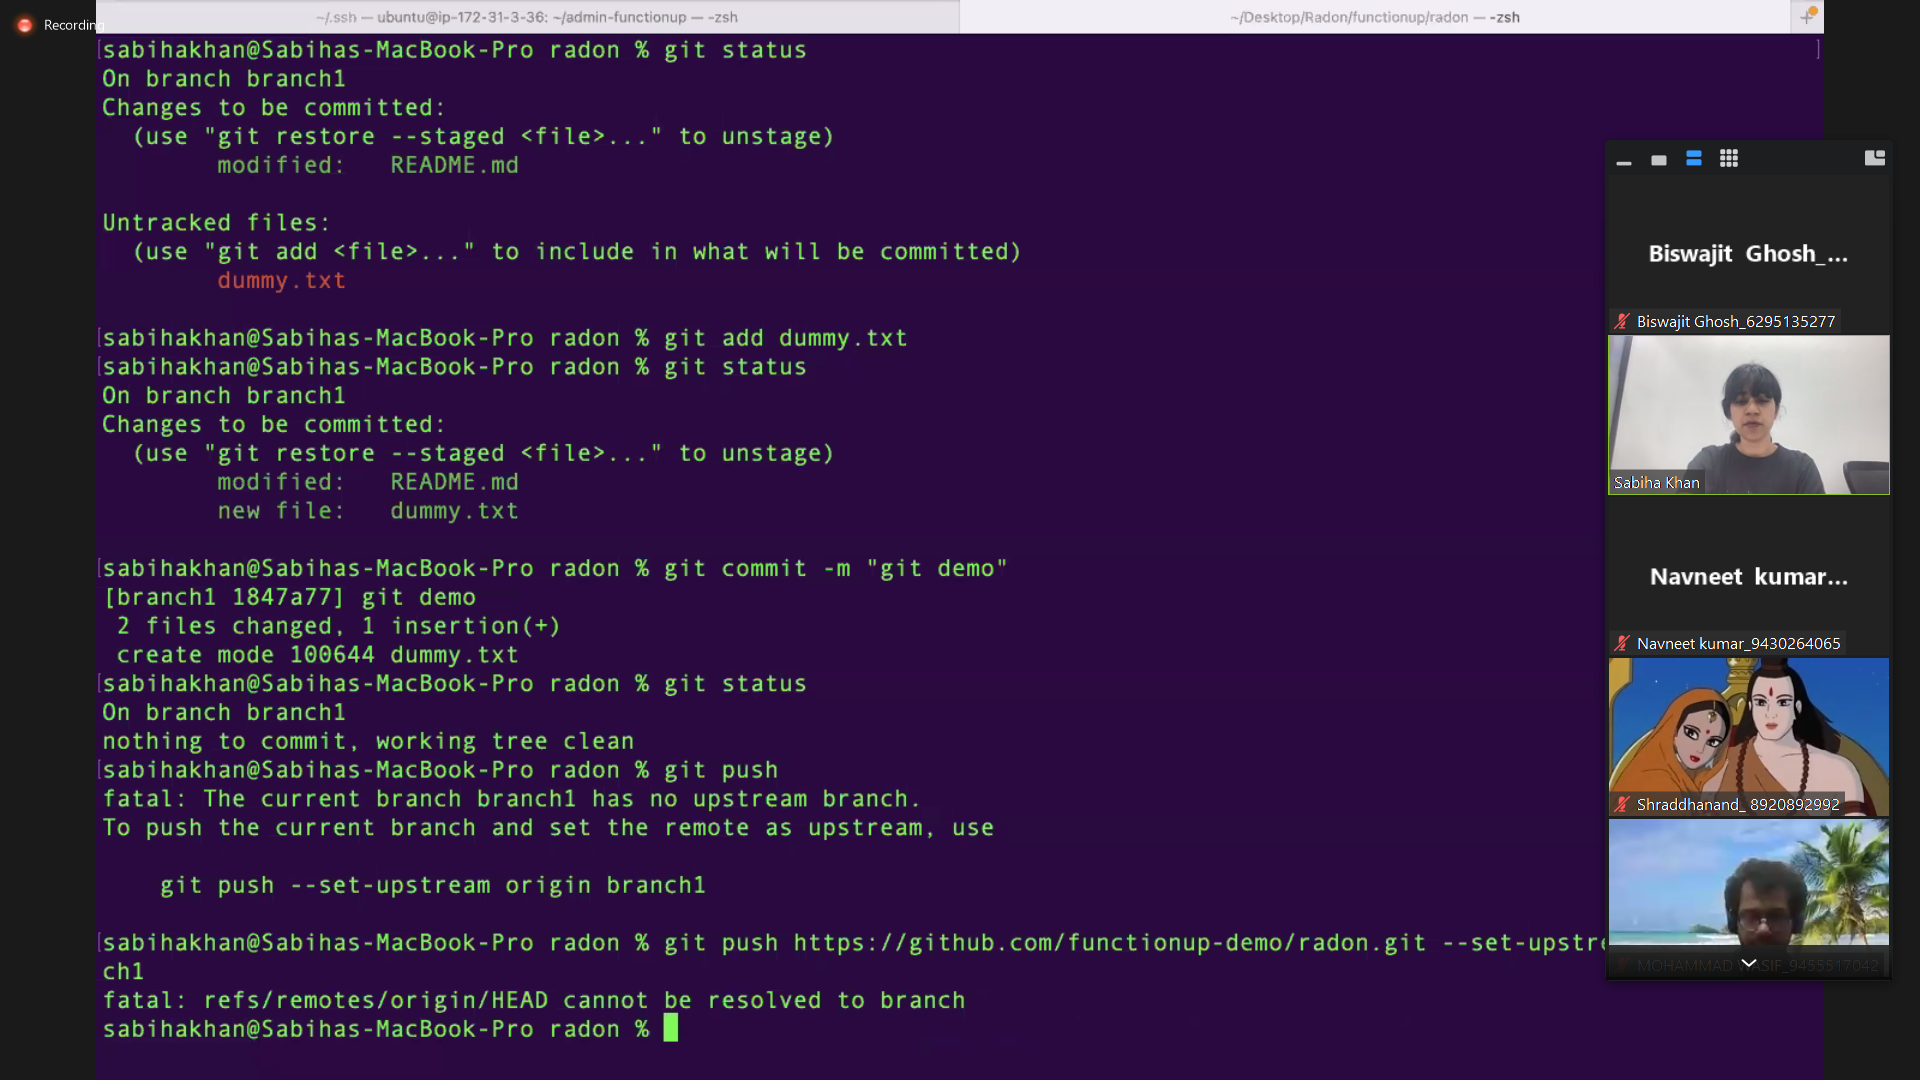 Recording
~/.ssh — ubuntu@ip-172-31-3-36: ~/admin-functionup — -zsh
~/Desktop/Radon/functionup/radon — -zsh
sabihakhan@Sabihas-MacBook-Pro radon % git status
On branch branch1
Changes to be committed:
(use "git restore --staged <file>..." to unstage)
modified: README.md
Untracked files:
(use "git add <file>..." to include in what will be committed)
dummy.txt
sabihakhan@Sabihas-MacBook-Pro radon % git add dummy.txt
sabihakhan@Sabihas-MacBook-Pro radon % git status
On branch branch1
Changes to be committed:
(use "git restore --staged <file>..." to unstage)
modified: README.md
new file: dummy.txt
sabihakhan@Sabihas-MacBook-Pro radon % git commit -m "git demo"
[branch1 1847a77] git demo
2 files changed, 1 insertion(+)
create mode 100644 dummy.txt
sabihakhan@Sabihas-MacBook-Pro radon % git status
On branch branch1
nothing to commit, working tree clean
sabihakhan@Sabihas-MacBook-Pro radon % git push
fatal: The current branch branch1 has no upstream branch.
To push the current branch and set the remote as upstream, use
git push --set-upstream origin branch1
sabihakhan@Sabihas-MacBook-Pro radon % git push https://github.com/functionup-demo/radon.git --set-upstre
ch1
fatal: refs/remotes/origin/HEAD cannot be resolved to branch
sabihakhan@Sabihas-MacBook-Pro radon %
Biswajit Ghosh_...
Biswajit Ghosh_6295135277
Sabiha Khan
Navneet kumar...
Navneet kumar_9430264065
Shraddhanand_ 8920892992
MOHAMMAD WASIF_9455517042